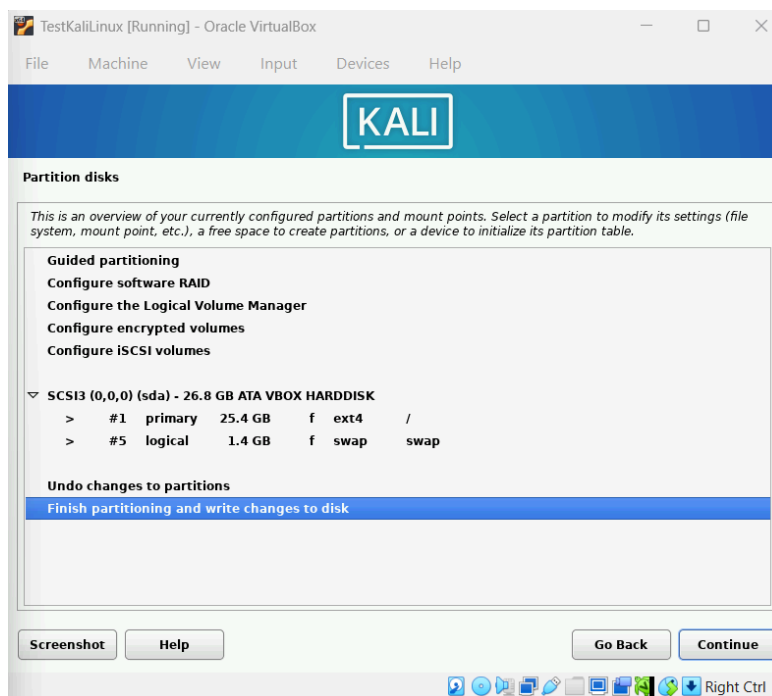 TestKaliLinux [Running] - Oracle VirtualBox
File Machine View Input Devices Help
KALI
Partition disks
This is an overview of your currently configured partitions and mount points. Select a partition to modify its settings (file
system, mount point, etc.), a free space to create partitions, or a device to initialize its partition table.
Guided partitioning
Configure software RAID
Configure the Logical Volume Manager
Configure encrypted volumes
Configure iSCSI volumes
SCSI3 (0,0,0) (sda) - 26.8 GB ATA VBOX HARDDISK
> #1 primary 25.4 GB f ext4 /
> #5 logical 1.4 GB f swap swap
Undo changes to partitions
Finish partitioning and write changes to disk
Screenshot Help Go Back Continue
Right Ctrl